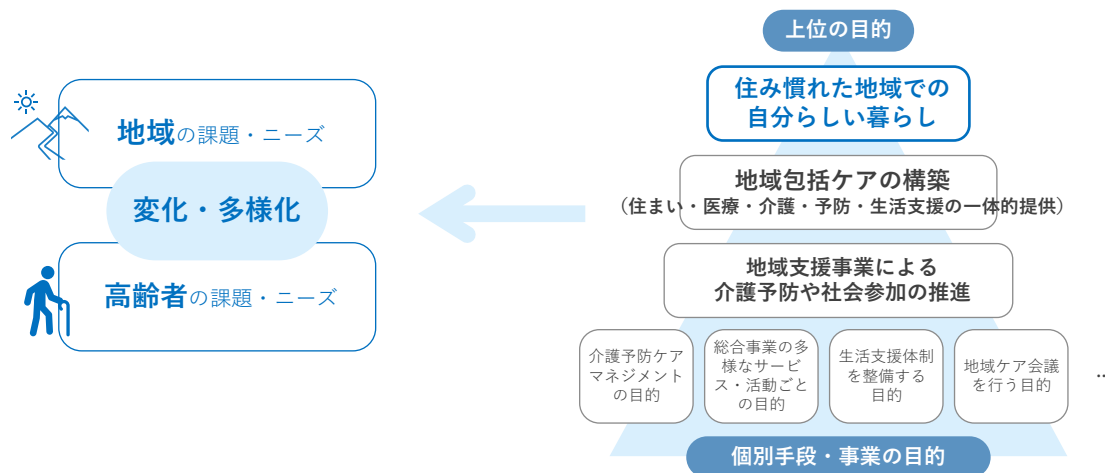 地域の課題・ニーズ
変化・多様化
高齢者の課題・ニーズ
上位の目的
住み慣れた地域での
自分らしい暮らし
地域包括ケアの構築
（住まい・医療・介護・予防・生活支援の一体的提供）
地域支援事業による
介護予防や社会参加の推進
介護予防ケア
マネジメント
の目的
総合事業の多
様なサービ
ス・活動ごと
の目的
生活支援体制
を整備する
目的
地域ケア会議
を行う目的
…
個別手段・事業の目的